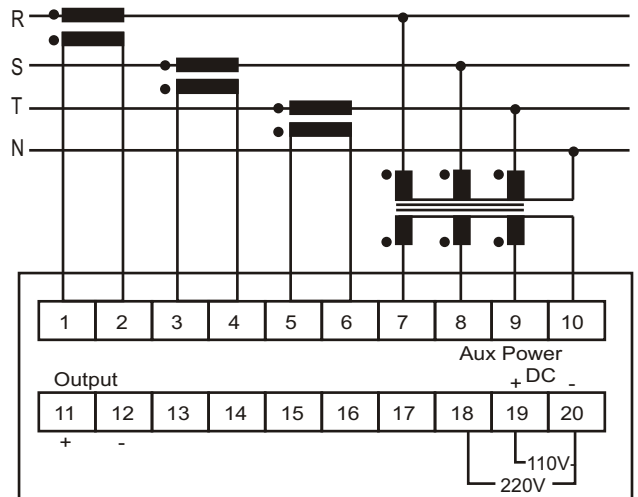 R
S
T
N
1 2 3 4 5 6 7 8 9 10
Aux Power
Output + DC -
11 12 13 14 15 16 17 18 19 20
+ -
110V
220V